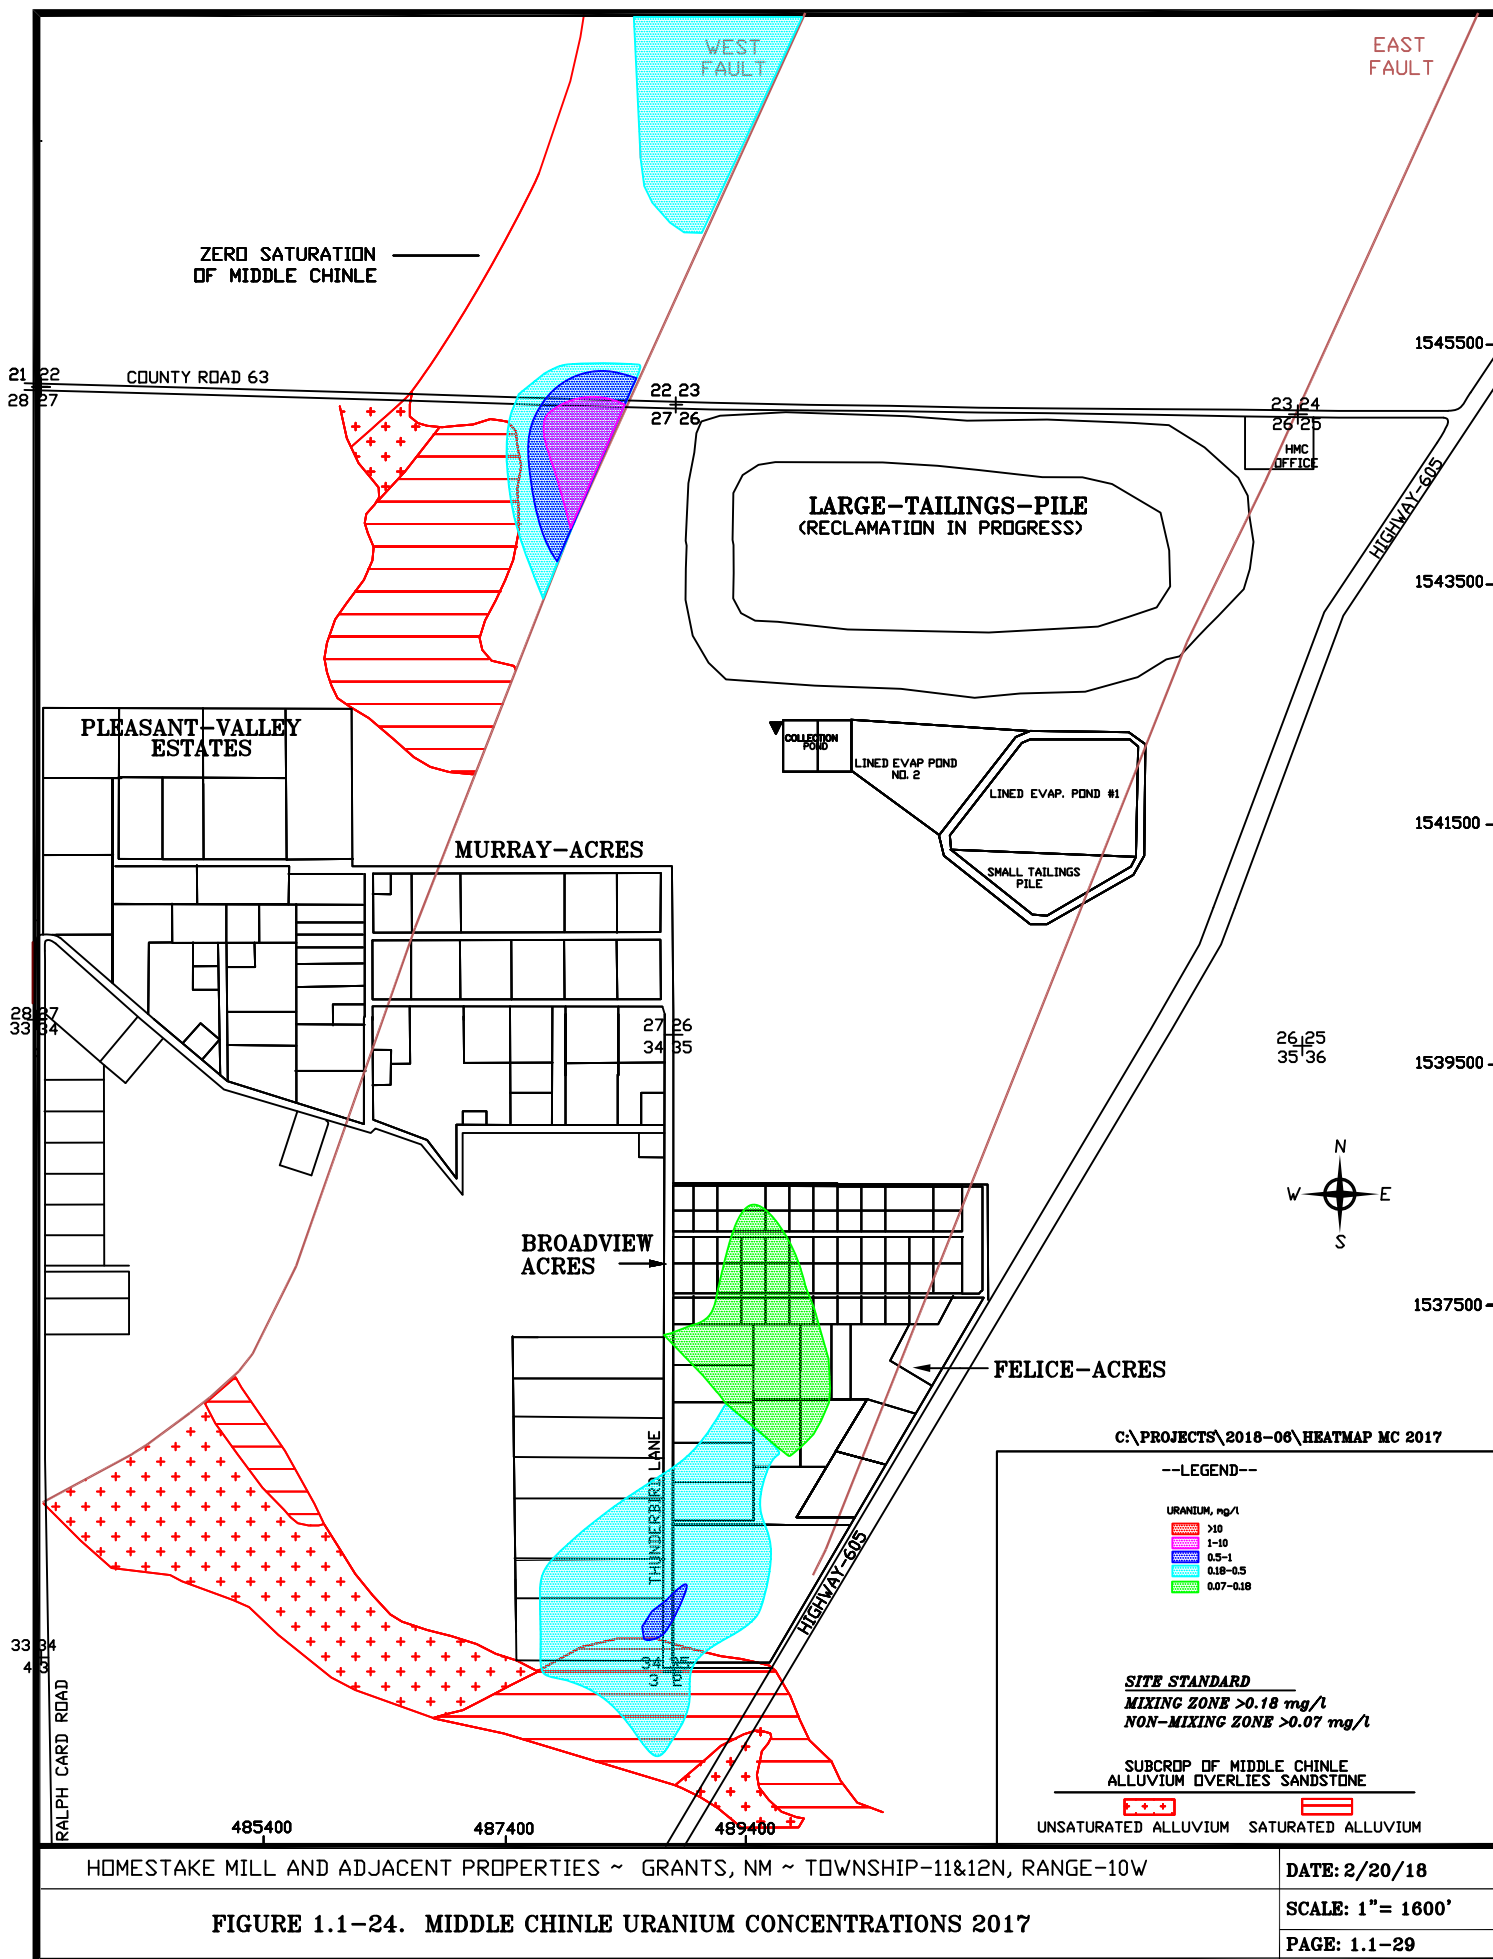 WEST
FAULT
EAST
FAULT
ZERO SATURATION
OF MIDDLE CHINLE
1545500
21 22
28 27
COUNTY ROAD 63
22 23
27 26
23 24
26 25
HMC
OFFICE
HIGHWAY-605
LARGE-TAILINGS-PILE
(RECLAMATION IN PROGRESS)
1543500
PLEASANT-VALLEY
ESTATES
COLLECTION
POND
LINED EVAP POND
NO. 2
LINED EVAP. POND #1
SMALL TAILINGS
PILE
1541500
MURRAY-ACRES
28 27
33 34
27 26
34 35
26 25
35 36
1539500
N
W E
S
BROADVIEW
ACRES
1537500
FELICE-ACRES
THUNDERBIRD LANE
HIGHWAY-605
C:\PROJECTS\2018-06\HEATMAP MC 2017
--LEGEND--
URANIUM, mg/l
>10
1-10
0.5-1
0.18-0.5
0.07-0.18
33 34
4 3
34 35
3 2
RALPH CARD ROAD
SITE STANDARD
MIXING ZONE >0.18 mg/l
NON-MIXING ZONE >0.07 mg/l
SUBCROP OF MIDDLE CHINLE
ALLUVIUM OVERLIES SANDSTONE
UNSATURATED ALLUVIUM SATURATED ALLUVIUM
485400
487400
489400
HOMESTAKE MILL AND ADJACENT PROPERTIES ~ GRANTS, NM ~ TOWNSHIP-11&12N, RANGE-10W
DATE: 2/20/18
FIGURE 1.1-24. MIDDLE CHINLE URANIUM CONCENTRATIONS 2017
SCALE: 1"= 1600'
PAGE: 1.1-29